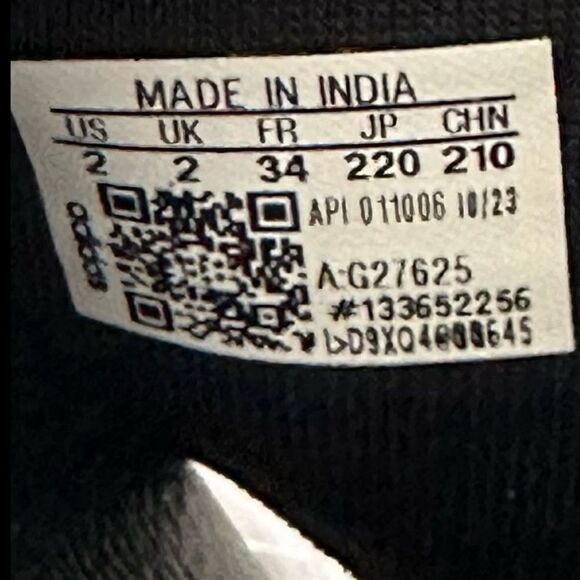 MADE IN INDIA
US UK FR JP CHN
2 2 34 220 210
adidas
API 011006 10/23
A-G27625
#133652256